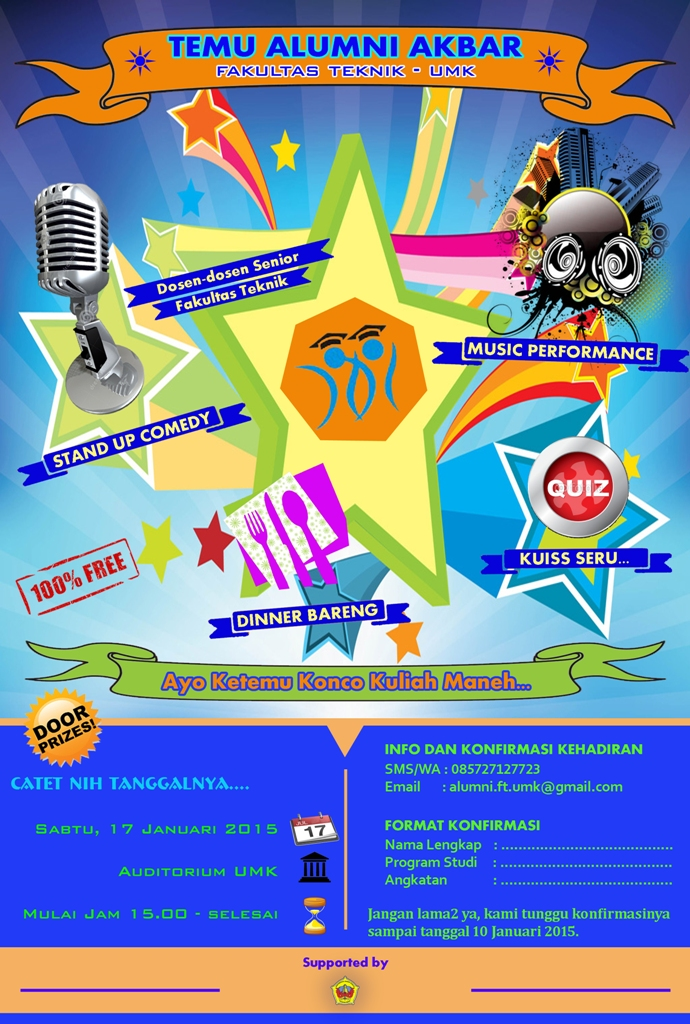 TEMU ALUMNI AKBAR
FAKULTAS TEKNIK - UMK
Dosen-dosen Senior
Fakultas Teknik
MUSIC PERFORMANCE
STAND UP COMEDY
QUIZ
KUISS SERU...
100% FREE
DINNER BARENG
Ayo Ketemu Konco Kuliah Maneh...
DOOR
PRIZES!
CATET NIH TANGGALNYA....
SABTU, 17 JANUARI 2015
JUL
17
AUDITORIUM UMK
MULAI JAM 15.00 - SELESAI
INFO DAN KONFIRMASI KEHADIRAN
SMS/WA : 085727127723
Email : alumni.ft.umk@gmail.com
FORMAT KONFIRMASI
Nama Lengkap : ..........................................
Program Studi : ..........................................
Angkatan : ..........................................
Jangan lama2 ya, kami tunggu konfirmasinya
sampai tanggal 10 Januari 2015.
Supported by